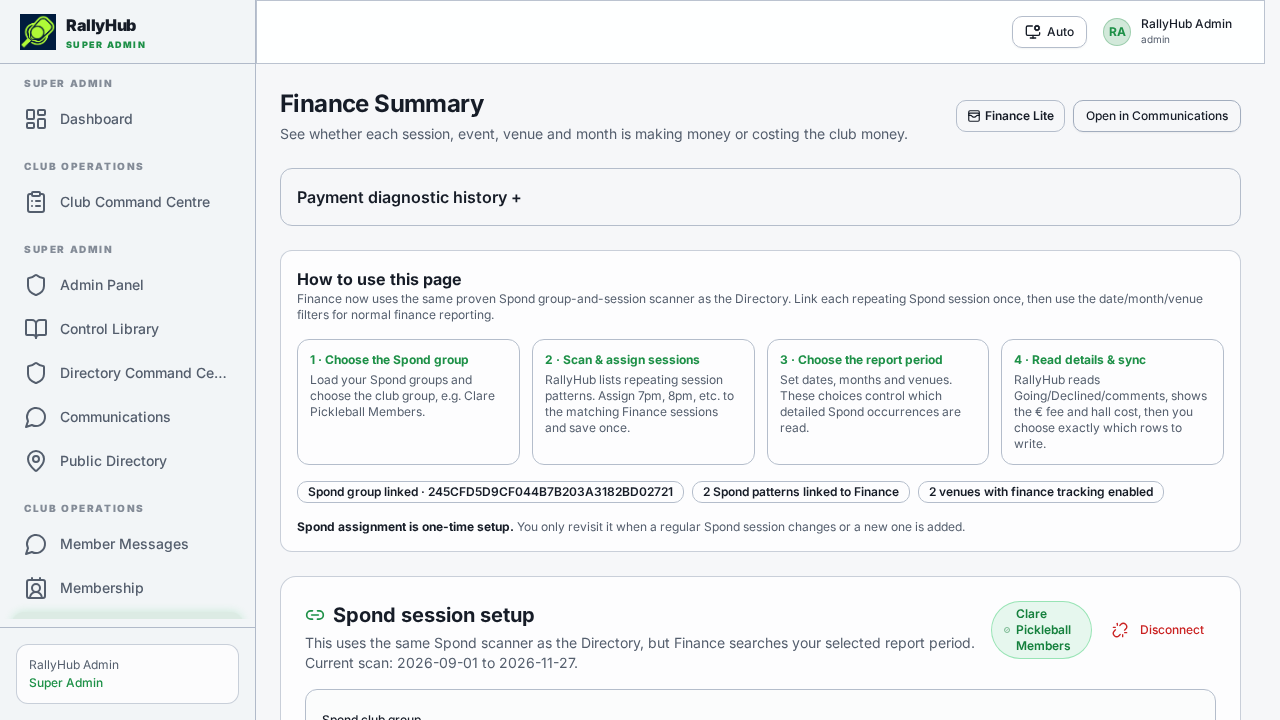 RallyHub
SUPER ADMIN
SUPER ADMIN
Dashboard
CLUB OPERATIONS
Club Command Centre
SUPER ADMIN
Admin Panel
Control Library
Directory Command Ce...
Communications
Public Directory
CLUB OPERATIONS
Member Messages
Membership
RallyHub Admin
Super Admin
Auto
RA
RallyHub Admin
admin
Finance Summary
See whether each session, event, venue and month is making money or costing the club money.
Finance Lite
Open in Communications
Payment diagnostic history +
How to use this page
Finance now uses the same proven Spond group-and-session scanner as the Directory. Link each repeating Spond session once, then use the date/month/venue
filters for normal finance reporting.
1 · Choose the Spond group
Load your Spond groups and
choose the club group, e.g. Clare
Pickleball Members.
2 · Scan & assign sessions
RallyHub lists repeating session
patterns. Assign 7pm, 8pm, etc. to
the matching Finance sessions
and save once.
3 · Choose the report period
Set dates, months and venues.
These choices control which
detailed Spond occurrences are
read.
4 · Read details & sync
RallyHub reads
Going/Declined/comments, shows
the € fee and hall cost, then you
choose exactly which rows to
write.
Spond group linked · 245CFD5D9CF044B7B203A3182BD02721
2 Spond patterns linked to Finance
2 venues with finance tracking enabled
Spond assignment is one-time setup. You only revisit it when a regular Spond session changes or a new one is added.
Spond session setup
This uses the same Spond scanner as the Directory, but Finance searches your selected report period.
Current scan: 2026-09-01 to 2026-11-27.
Clare
Pickleball
Members
Disconnect
Spond club group